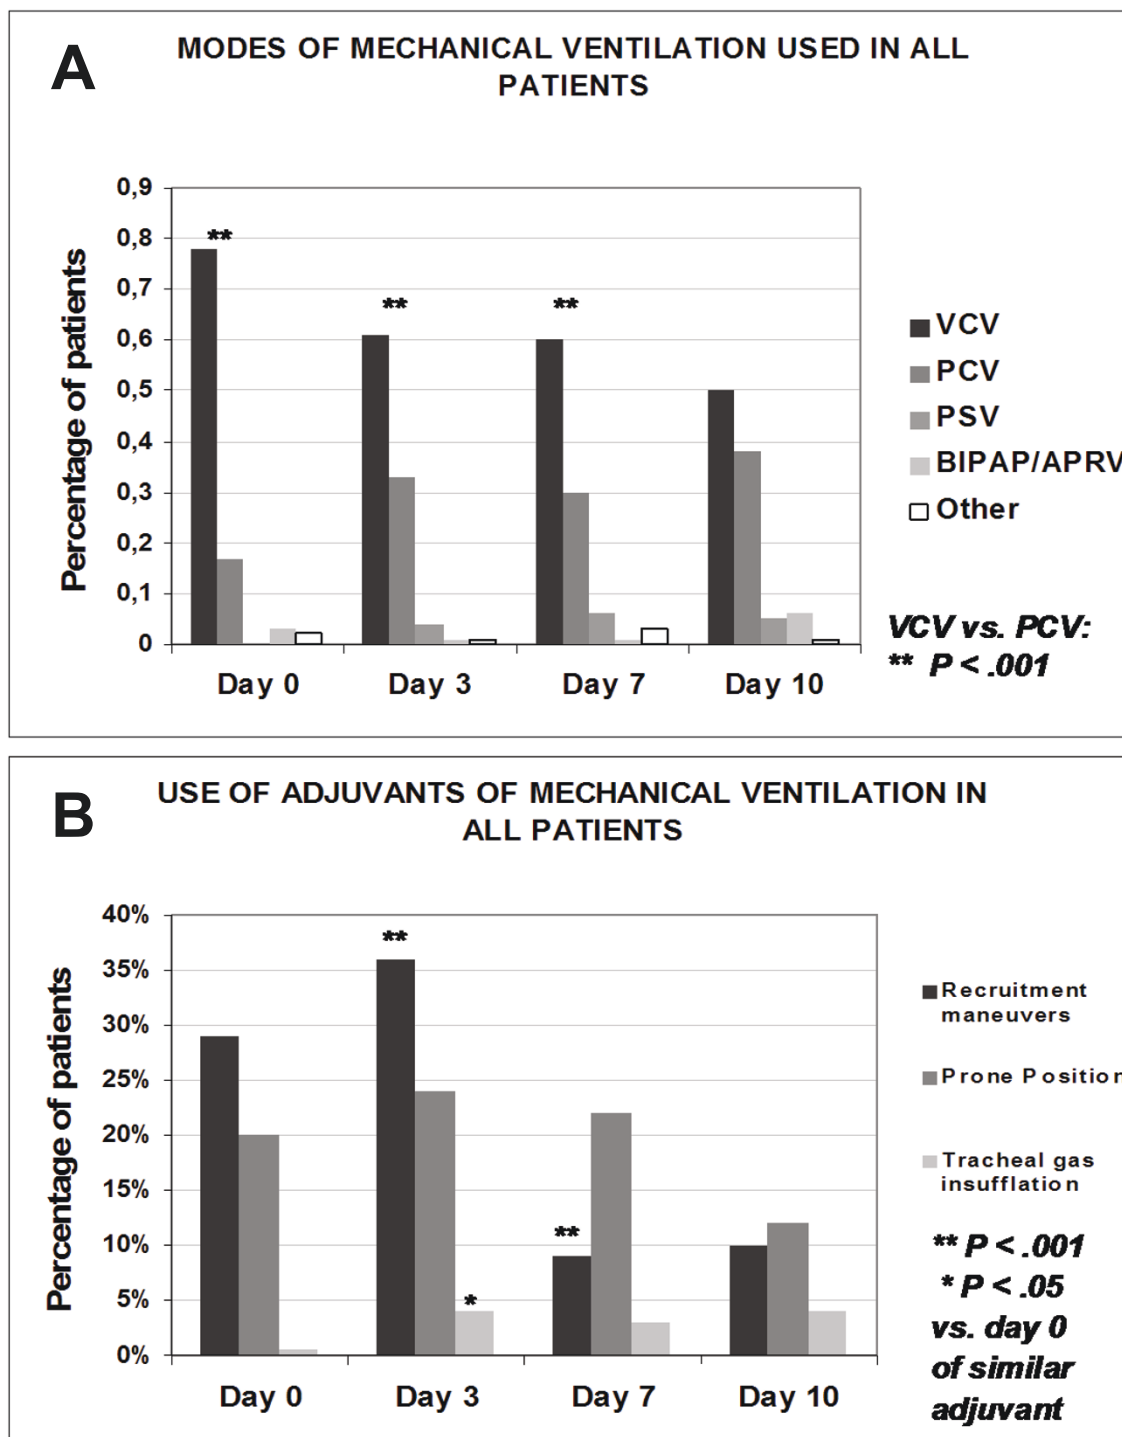 A
MODES OF MECHANICAL VENTILATION USED IN ALL
PATIENTS
Percentage of patients
0,9
0,8
0,7
0,6
0,5
0,4
0,3
0,2
0,1
0
**
**
**
Day 0
Day 3
Day 7
Day 10
VCV
PCV
PSV
BIPAP/APRV
Other
VCV vs. PCV:
** P < .001
B
USE OF ADJUVANTS OF MECHANICAL VENTILATION IN
ALL PATIENTS
Percentage of patients
40%
35%
30%
25%
20%
15%
10%
5%
0%
**
*
**
Day 0
Day 3
Day 7
Day 10
Recruitment
maneuvers
Prone Position
Tracheal gas
insufflation
** P < .001
* P < .05
vs. day 0
of similar
adjuvant